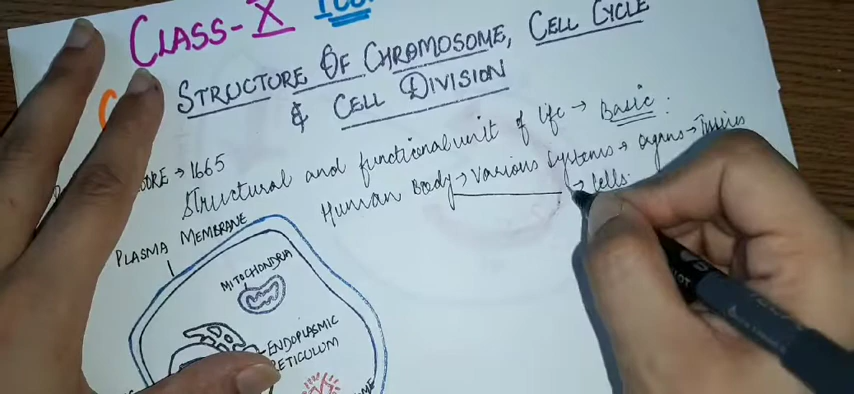 CLASS-X
STRUCTURE OF CHROMOSOME, CELL CYCLE
& CELL DIVISION
→ 1665
Structural and functional unit of life → Basic :
Human Body → Various systems → organs → Tissues
→ Cells.
PLASMA MEMBRANE
MITOCHONDRIA
ENDOPLASMIC
RETICULUM